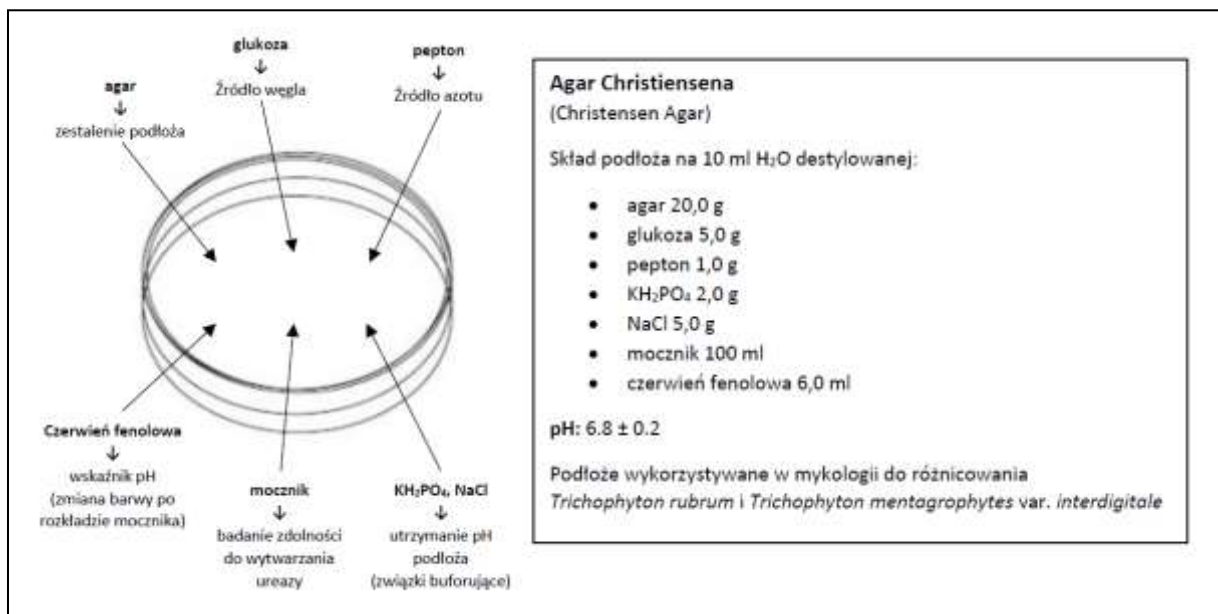 glukoza
↓
Źródło węgla
pepton
↓
Źródło azotu
agar
↓
zestalenie podłoża
Czerwień fenolowa
↓
wskaźnik pH
(zmiana barwy po
rozkładzie mocznika)
mocznik
↓
badanie zdolności
do wytwarzania
ureazy
KH₂PO₄, NaCl
↓
utrzymanie pH
podłoża
(związki buforujące)
Agar Christiensena
(Christensen Agar)
Skład podłoża na 10 ml H₂O destylowanej:
• agar 20,0 g
• glukoza 5,0 g
• pepton 1,0 g
• KH₂PO₄ 2,0 g
• NaCl 5,0 g
• mocznik 100 ml
• czerwień fenolowa 6,0 ml
pH: 6.8 ± 0.2
Podłoże wykorzystywane w mykologii do różnicowania
Trichophyton rubrum i Trichophyton mentagrophytes var. interdigitale